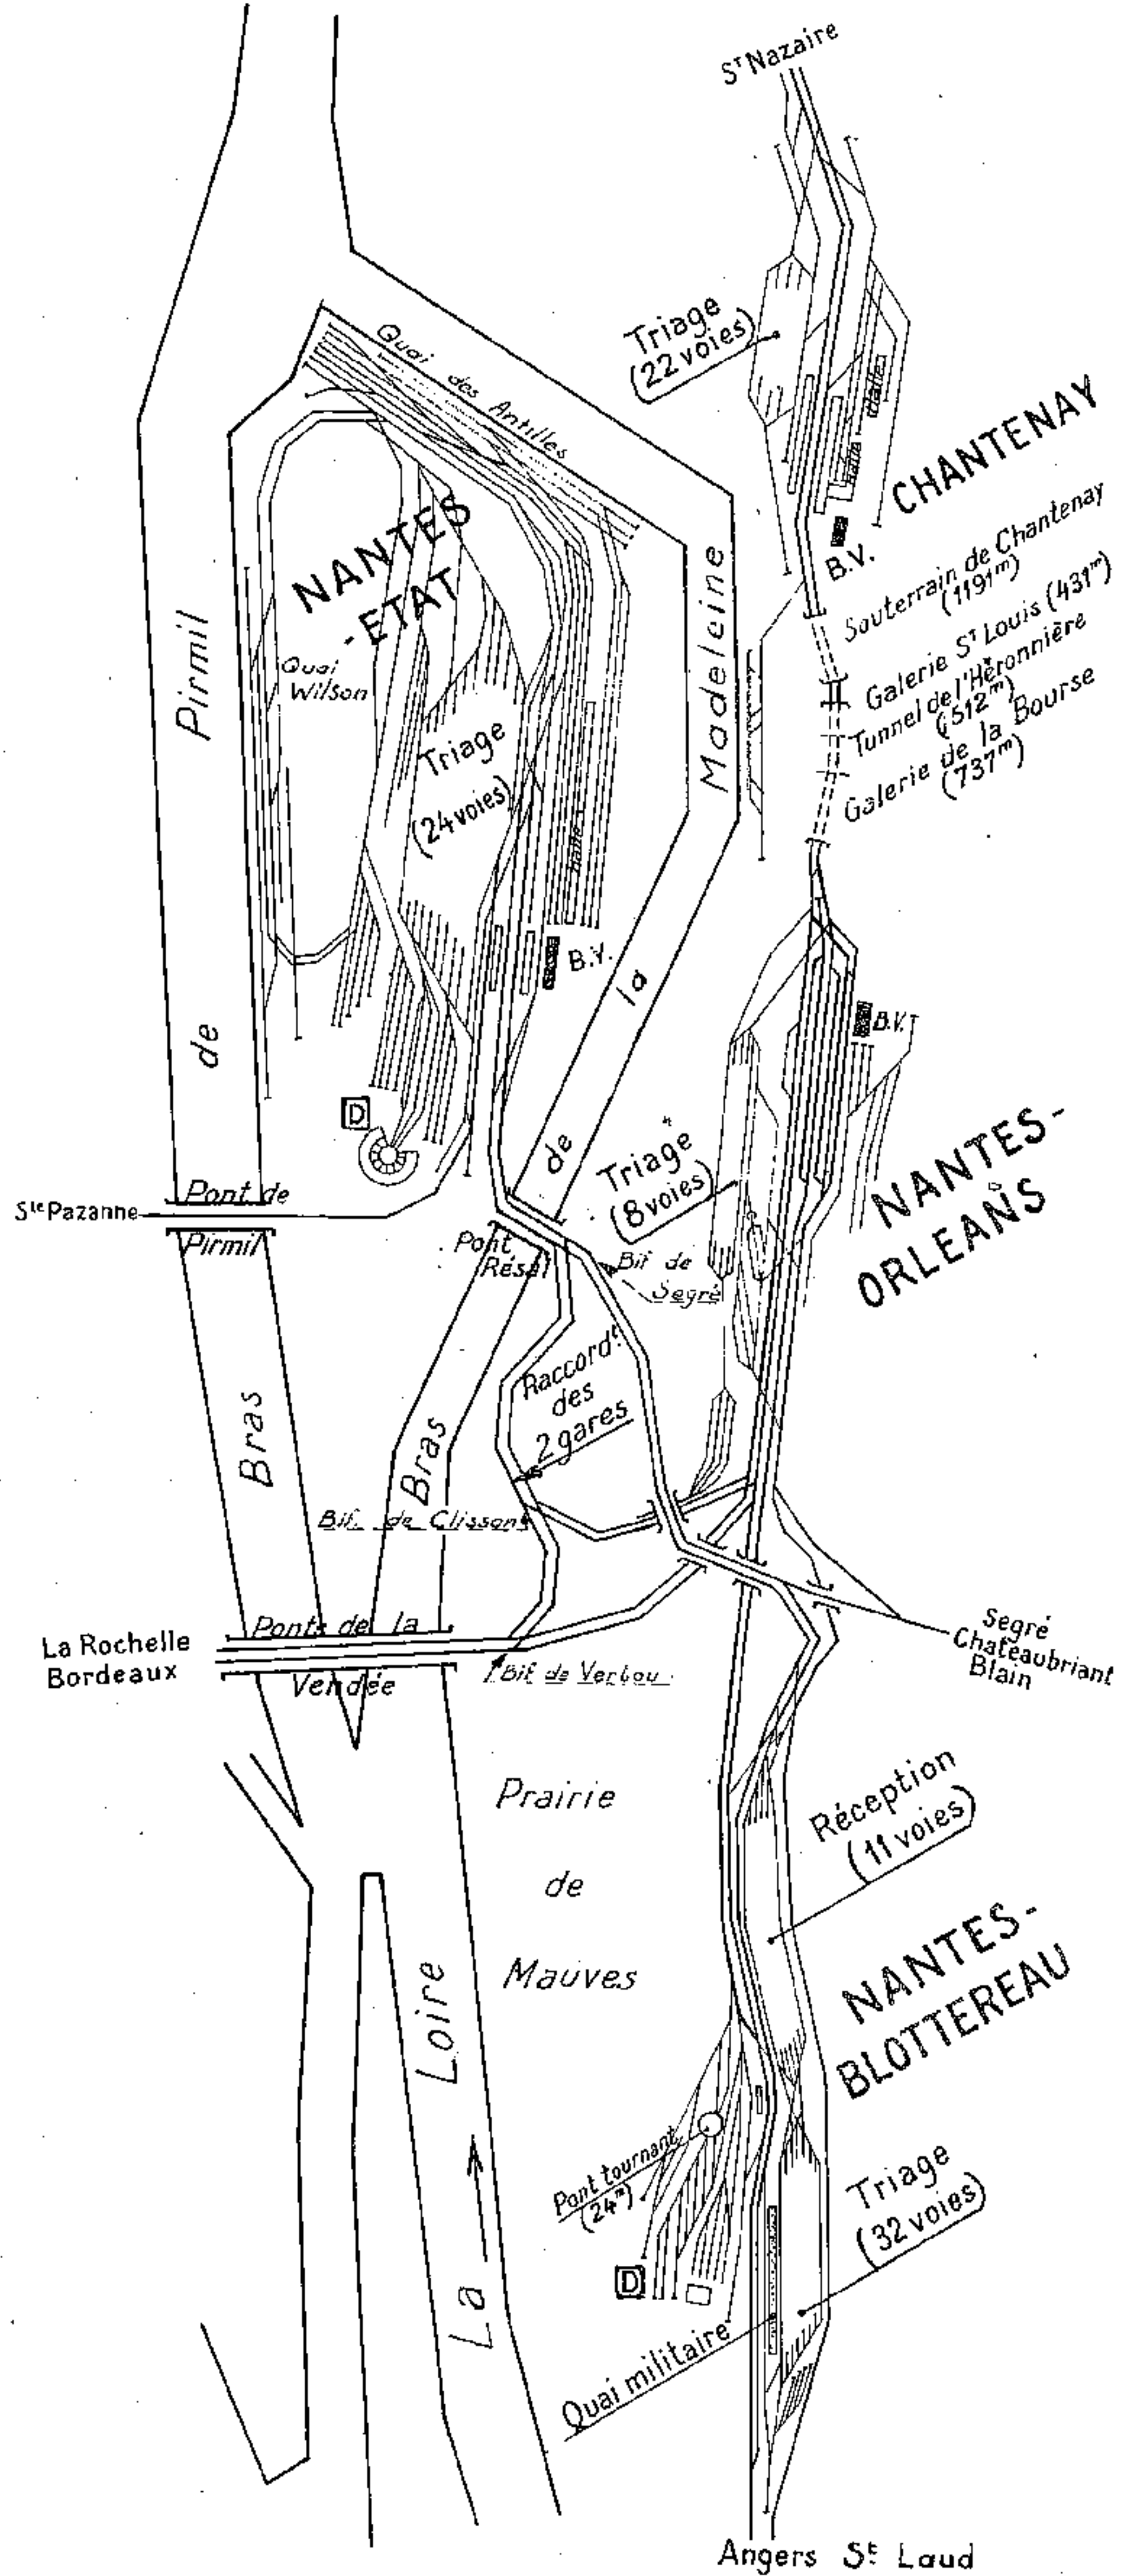 Sᵀ Nazaire
Triage
(22 voies)
Quai des Antilles
Halle
Halle
CHANTENAY
B.V.
Souterrain de Chantenay
(1191ᵐ)
Galerie Sᵀ Louis (431ᵐ)
Tunnel de l'Héronnière
(512ᵐ)
Galerie de la Bourse
(737ᵐ)
NANTES
-ETAT
Quai
Wilson
Triage
(24 voies)
halle
B.V.
Bras de Pirmil
Bras de la Madeleine
B.V.
D
Triage
(8 voies)
NANTES-
ORLEANS
Sᵗᵉ Pazanne
Pont de
Pirmil
Pont
Résal
Bif de
Segré
Raccordᵗ
des
2 gares
Bif. de Clisson
La Rochelle
Bordeaux
Ponts de la
Vendée
Bif de Vertou
Segré
Chateaubriant
Blain
Prairie
de
Mauves
Réception
(11 voies)
NANTES-
BLOTTEREAU
La Loire
Pont tournant
(24ᵐ)
D
Triage
(32 voies)
Quai militaire
Angers Sᵗ Laud